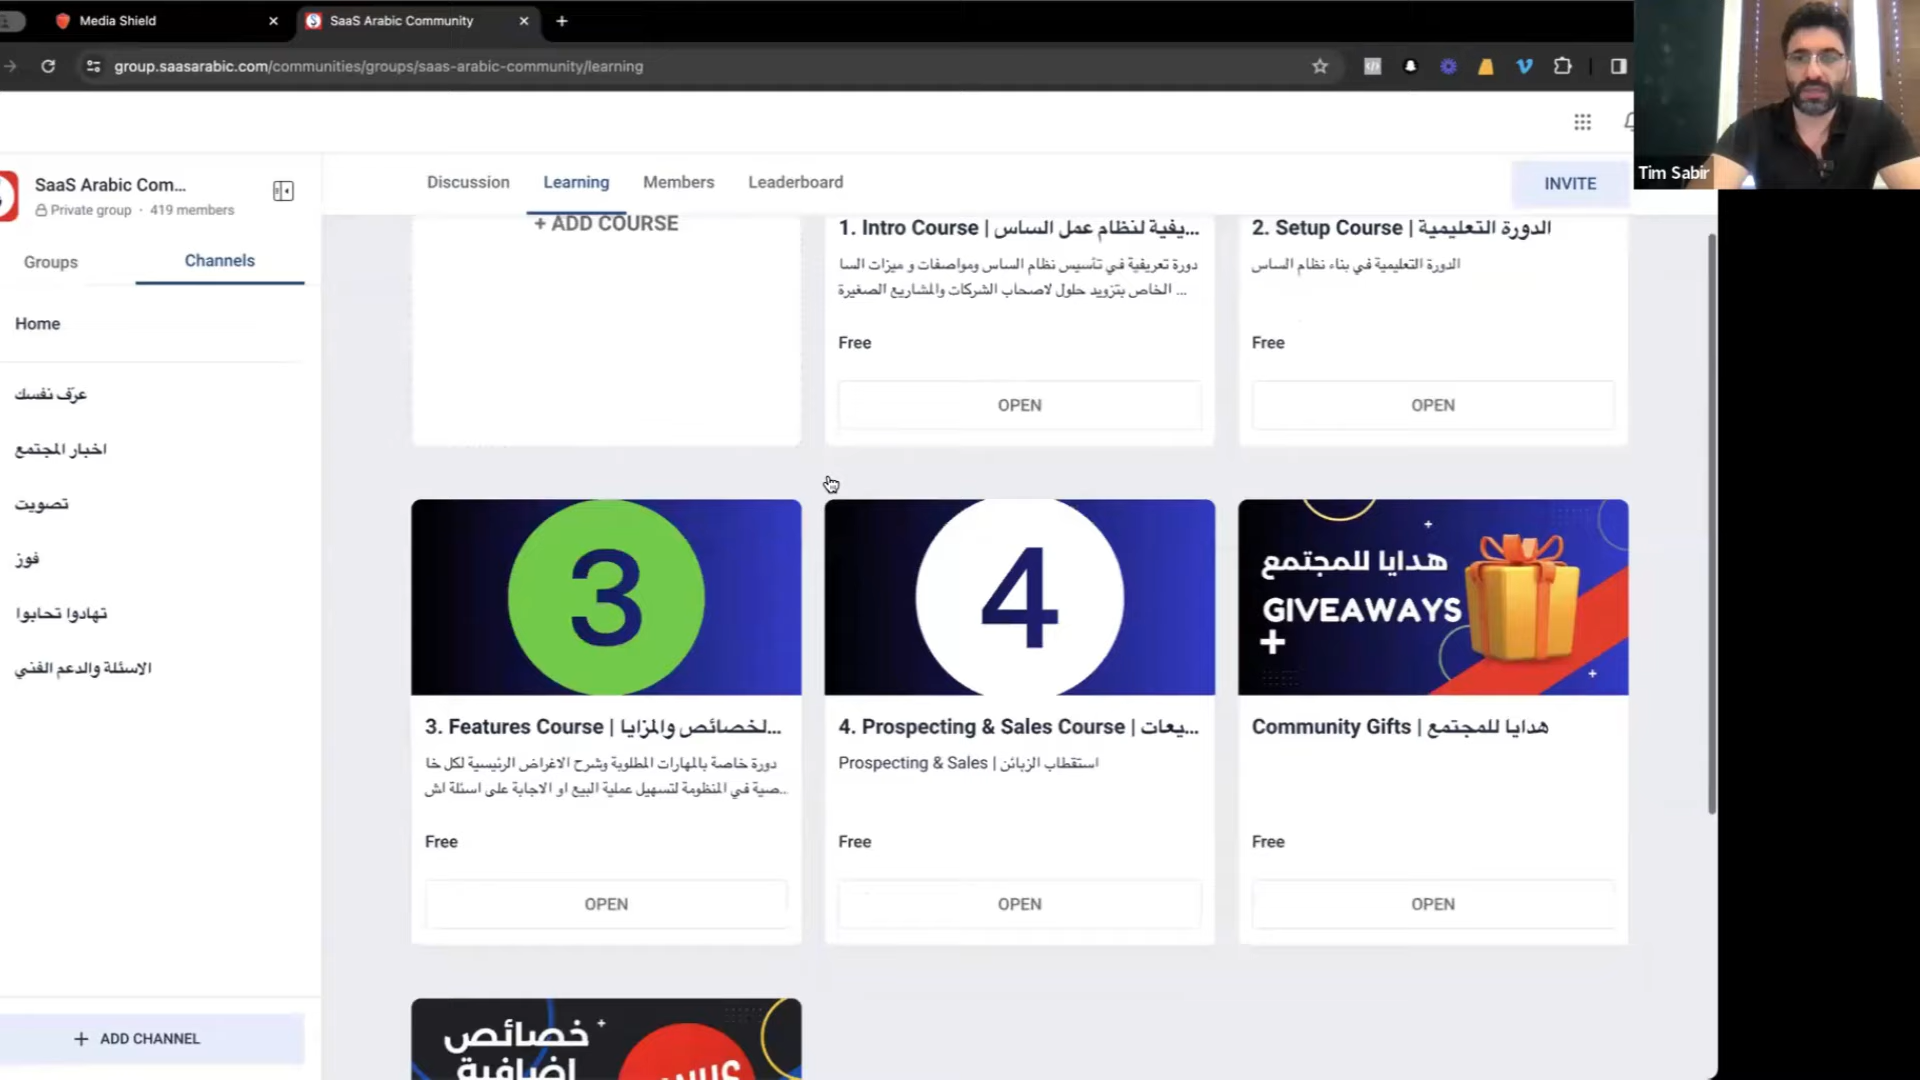 Media Shield
SaaS Arabic Community
group.saasarabic.com/communities/groups/saas-arabic-community/learning
Tim Sabir
SaaS Arabic Com...
Private group · 419 members
Discussion
Learning
Members
Leaderboard
INVITE
Groups
Channels
Home
عرّف نفسك
اخبار المجتمع
تصويت
فوز
تهادوا تحابوا
الاسئلة والدعم الفني
+ ADD CHANNEL
+ ADD COURSE
1. Intro Course | يفية لنظام عمل الساس...
دورة تعريفية في تأسيس نظام الساس ومواصفات و ميزات السا
الخاص بتزويد حلول لاصحاب الشركات والمشاريع الصغيرة ...
Free
OPEN
2. Setup Course | الدورة التعليمية
الدورة التعليمية في بناء نظام الساس
Free
OPEN
3
3. Features Course | لخصائص والمزايا...
دورة خاصة بالمهارات المطلوبة وشرح الاغراض الرئيسية لكل خا
صية في المنظومة لتسهيل عملية البيع او الاجابة على اسئلة اش...
Free
OPEN
4
4. Prospecting & Sales Course | يعات...
Prospecting & Sales | استقطاب الزبائن
Free
OPEN
هدايا للمجتمع
GIVEAWAYS
Community Gifts | هدايا للمجتمع
Free
OPEN
خصائص
إضافية